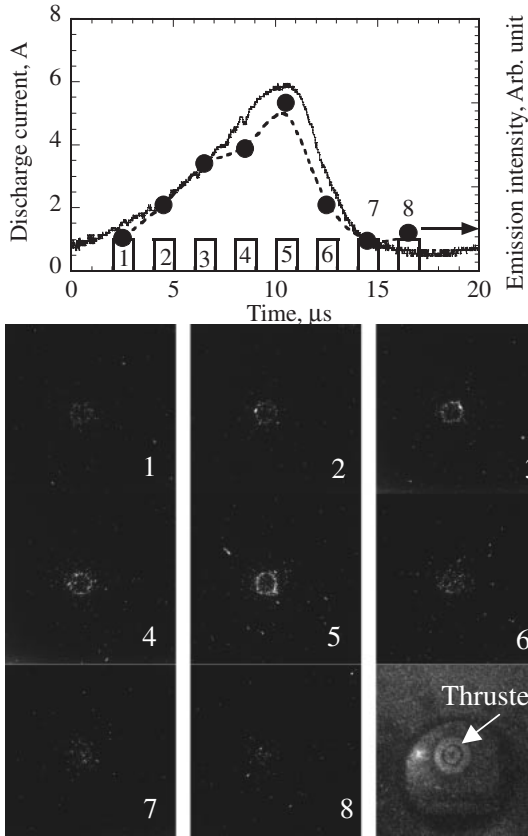 8
6
4
2
0
Discharge current, A
Emission intensity, Arb. unit
1 2 3 4 5 6 7 8
0 5 10 15 20
Time, μs
1
2
3
4
5
6
7
8
Thruste